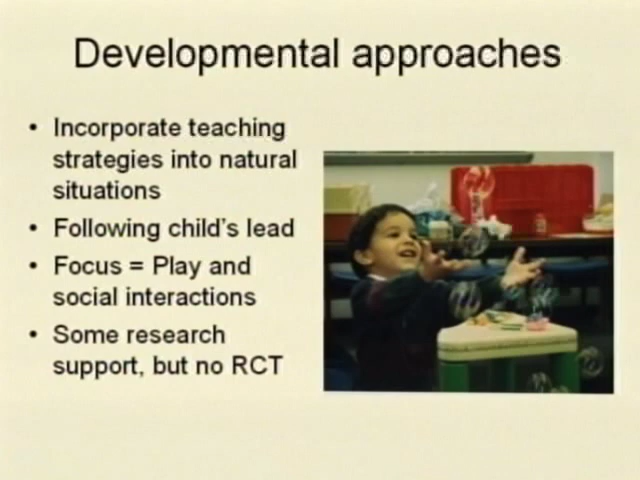 Developmental approaches
• Incorporate teaching
strategies into natural
situations
• Following child's lead
• Focus = Play and
social interactions
• Some research
support, but no RCT